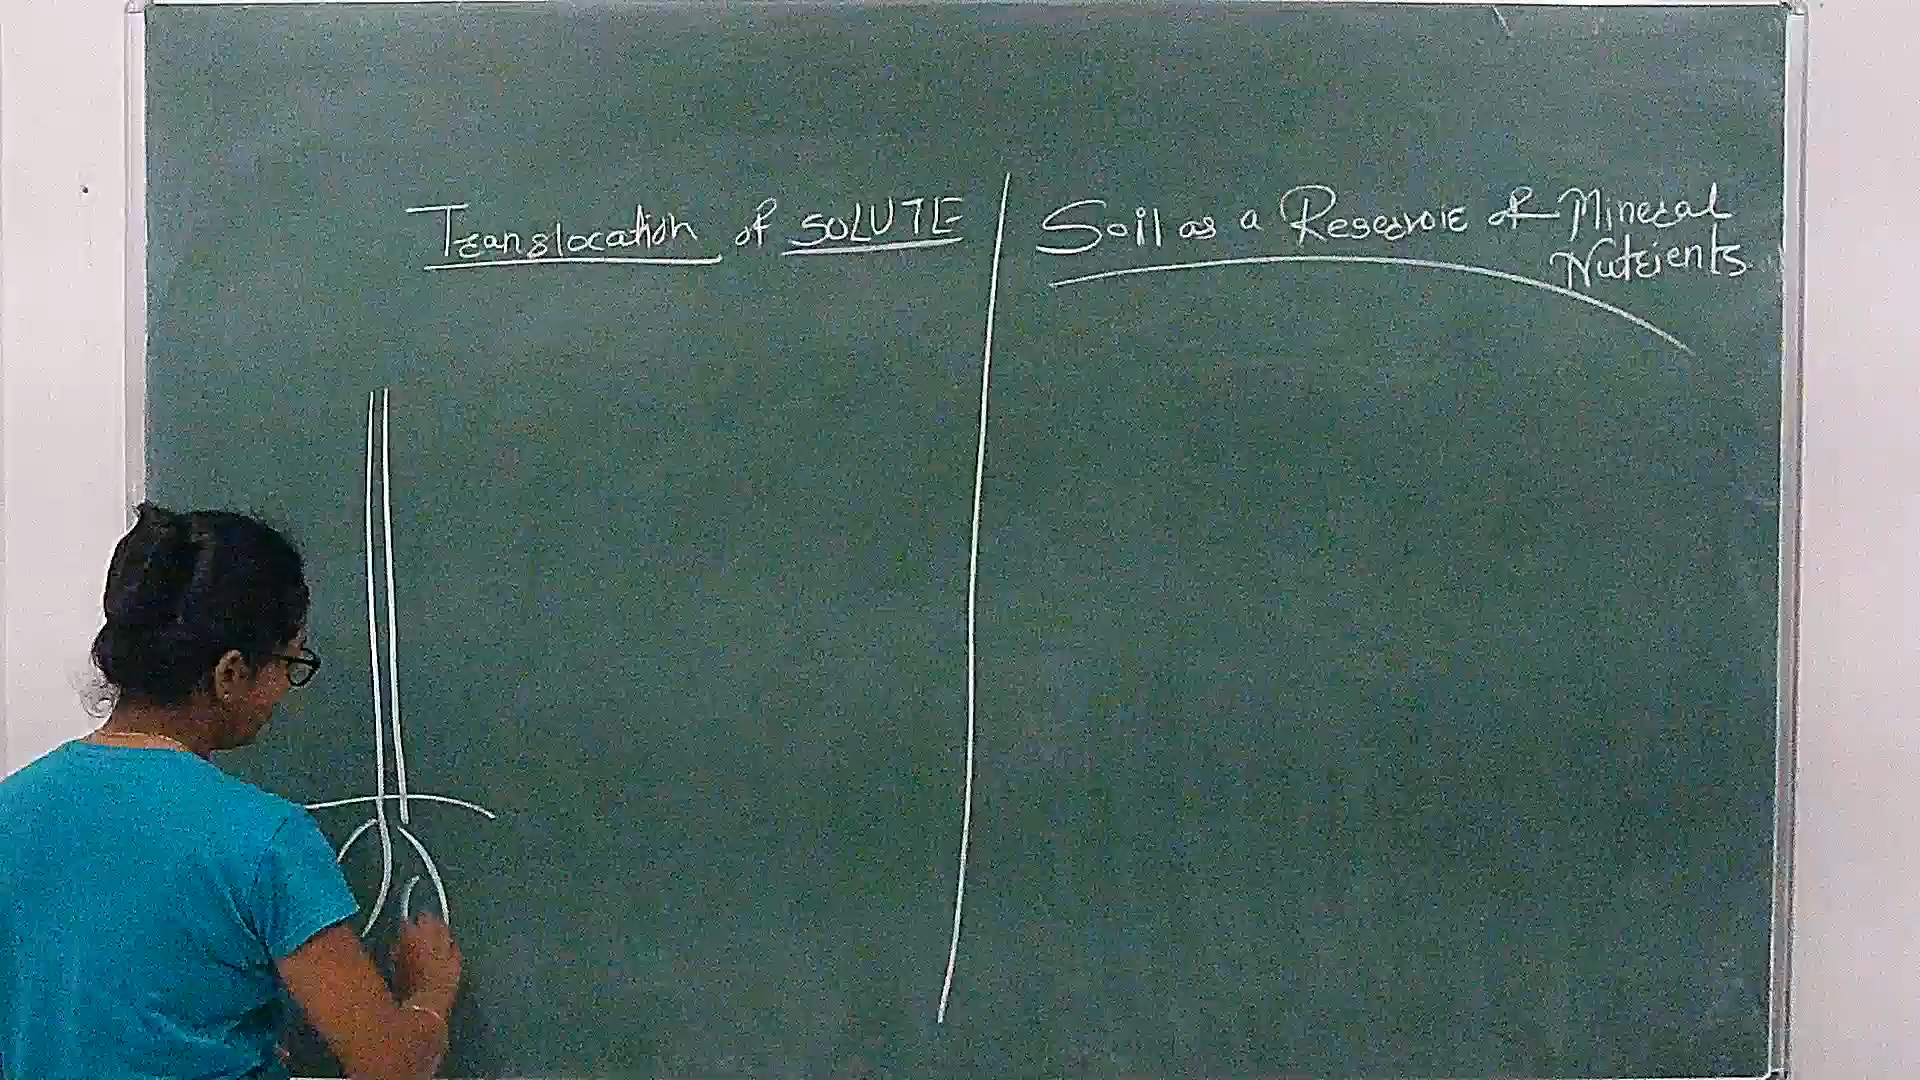 Translocation of SOLUTE
Soil as a Reservoir of Mineral
Nutrients